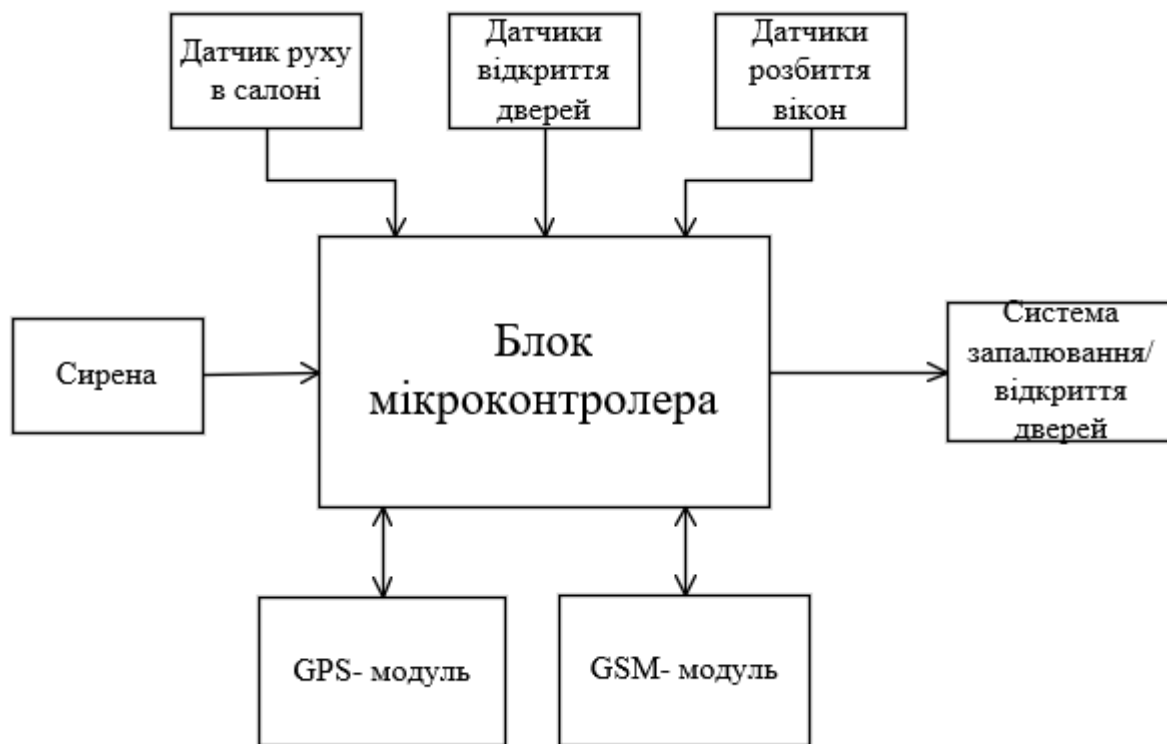 Датчик руху
в салоні
Датчики
відкриття
дверей
Датчики
розбиття
вікон
Сирена
Блок
мікроконтролера
Система
запалювання/
відкриття
дверей
GPS- модуль
GSM- модуль